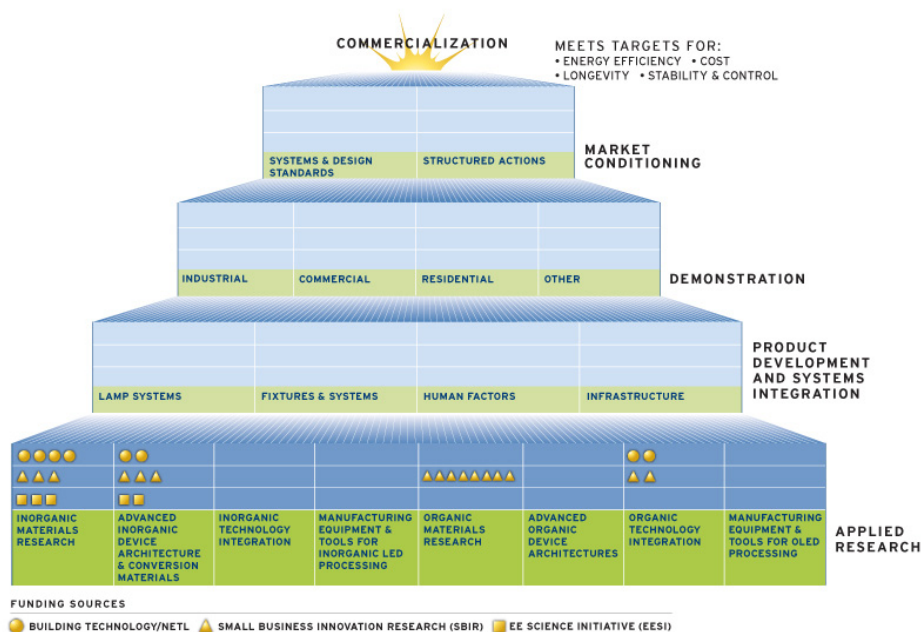 COMMERCIALIZATION
MEETS TARGETS FOR:
• ENERGY EFFICIENCY • COST
• LONGEVITY • STABILITY & CONTROL
SYSTEMS & DESIGN
STANDARDS
STRUCTURED ACTIONS
MARKET
CONDITIONING
INDUSTRIAL
COMMERCIAL
RESIDENTIAL
OTHER
DEMONSTRATION
LAMP SYSTEMS
FIXTURES & SYSTEMS
HUMAN FACTORS
INFRASTRUCTURE
PRODUCT
DEVELOPMENT
AND SYSTEMS
INTEGRATION
INORGANIC
MATERIALS
RESEARCH
ADVANCED
INORGANIC
DEVICE
ARCHITECTURE
& CONVERSION
MATERIALS
INORGANIC
TECHNOLOGY
INTEGRATION
MANUFACTURING
EQUIPMENT &
TOOLS FOR
INORGANIC LED
PROCESSING
ORGANIC
MATERIALS
RESEARCH
ADVANCED
ORGANIC
DEVICE
ARCHITECTURES
ORGANIC
TECHNOLOGY
INTEGRATION
MANUFACTURING
EQUIPMENT &
TOOLS FOR OLED
PROCESSING
APPLIED
RESEARCH
FUNDING SOURCES
BUILDING TECHNOLOGY/NETL
SMALL BUSINESS INNOVATION RESEARCH (SBIR)
EE SCIENCE INITIATIVE (EESI)